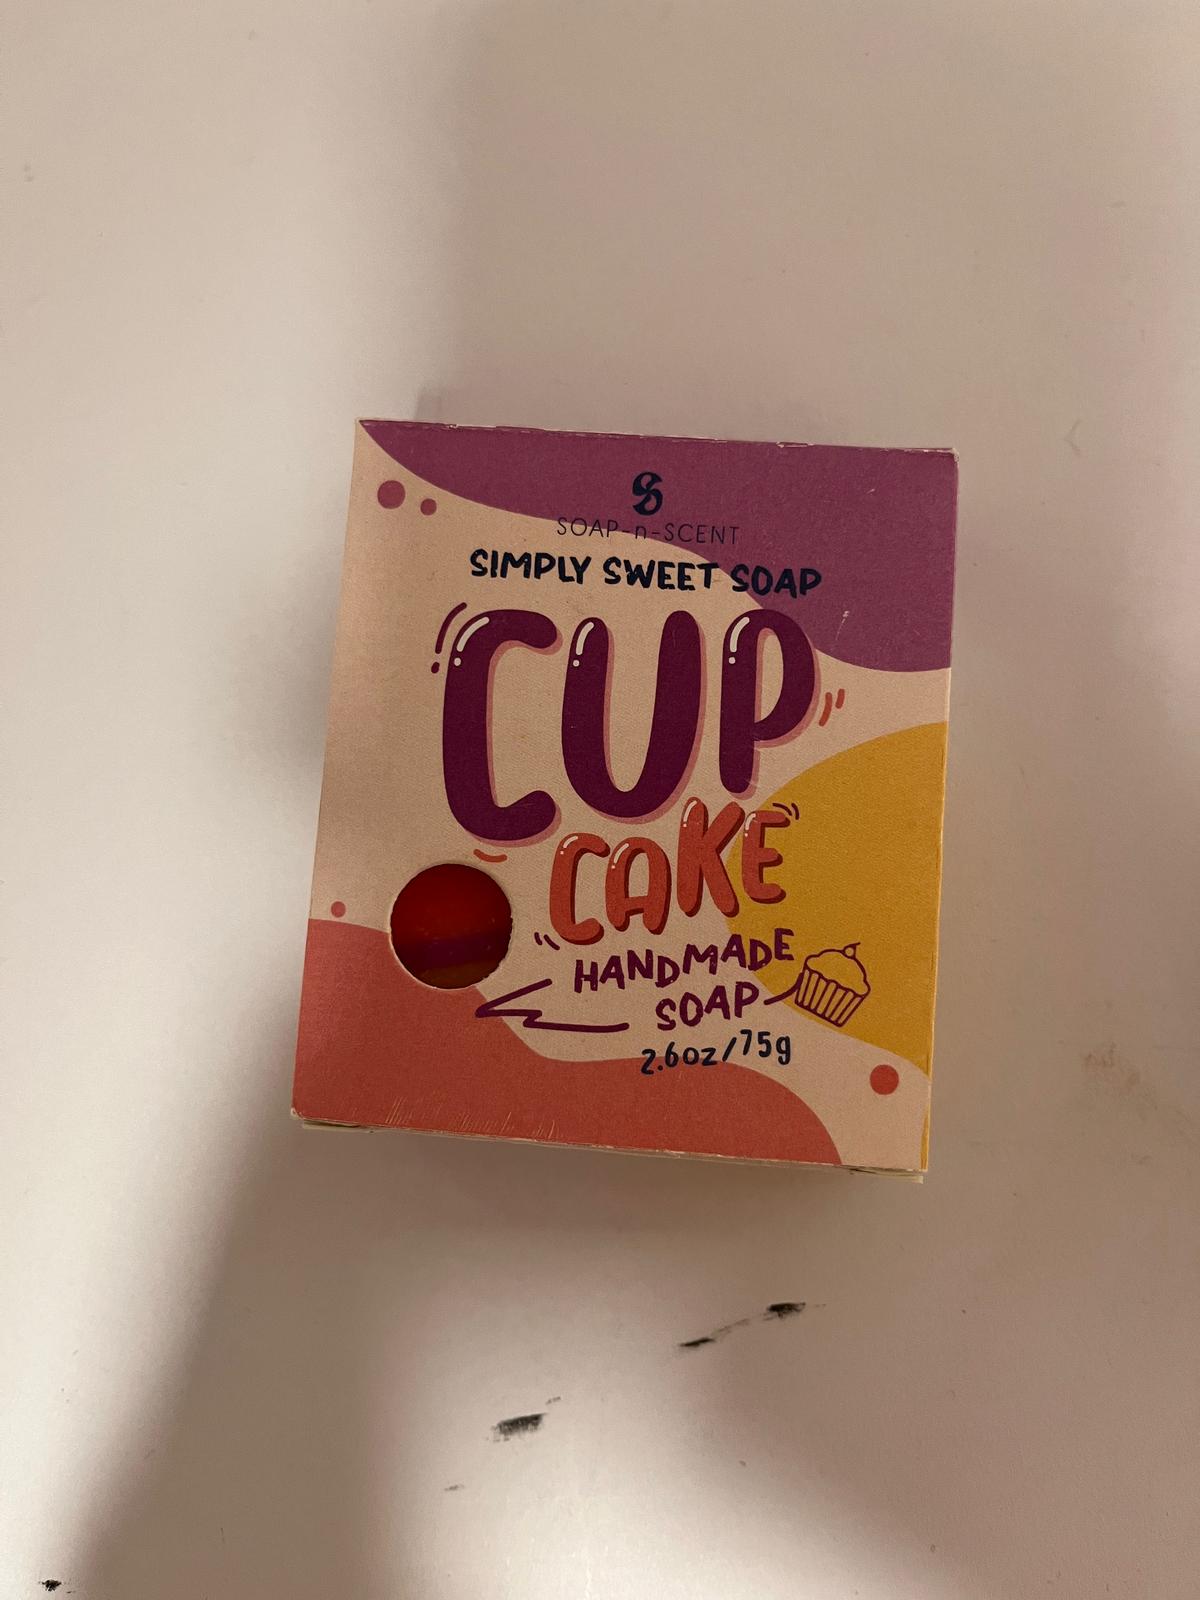 SOAP-n-SCENT
SIMPLY SWEET SOAP
CUP
CAKE
HANDMADE
SOAP
2.6oz/75g